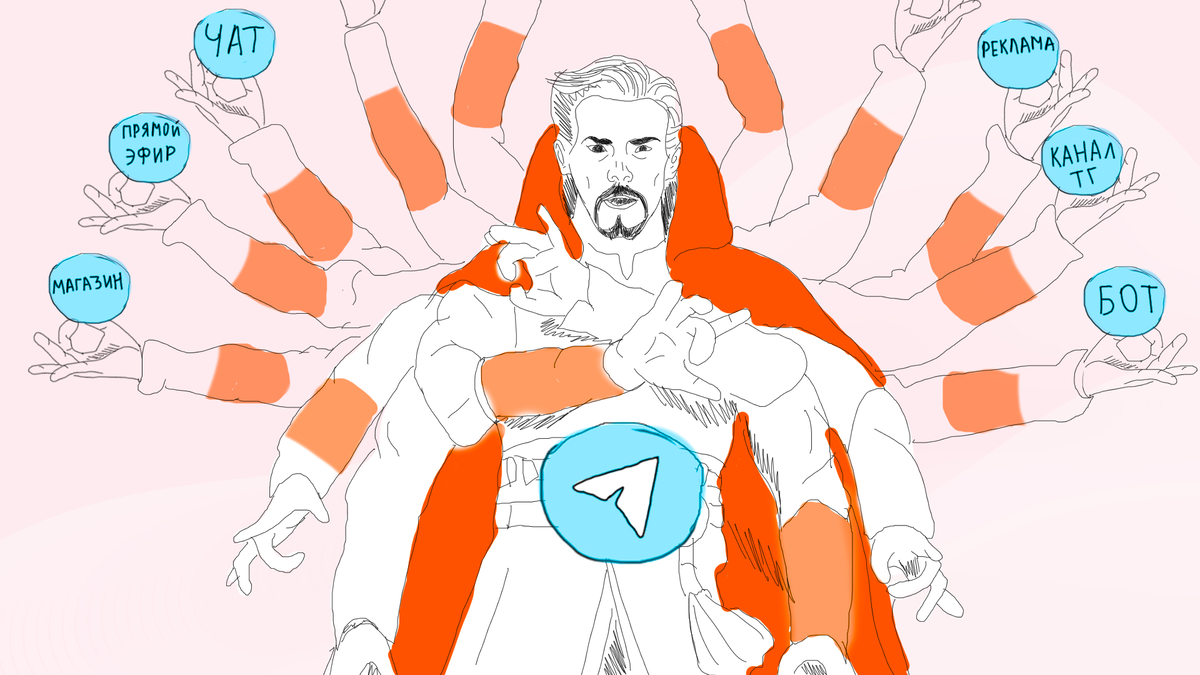 ЧАТ
ПРЯМОЙ
ЭФИР
МАГАЗИН
РЕКЛАМА
КАНАЛ
ТГ
БОТ